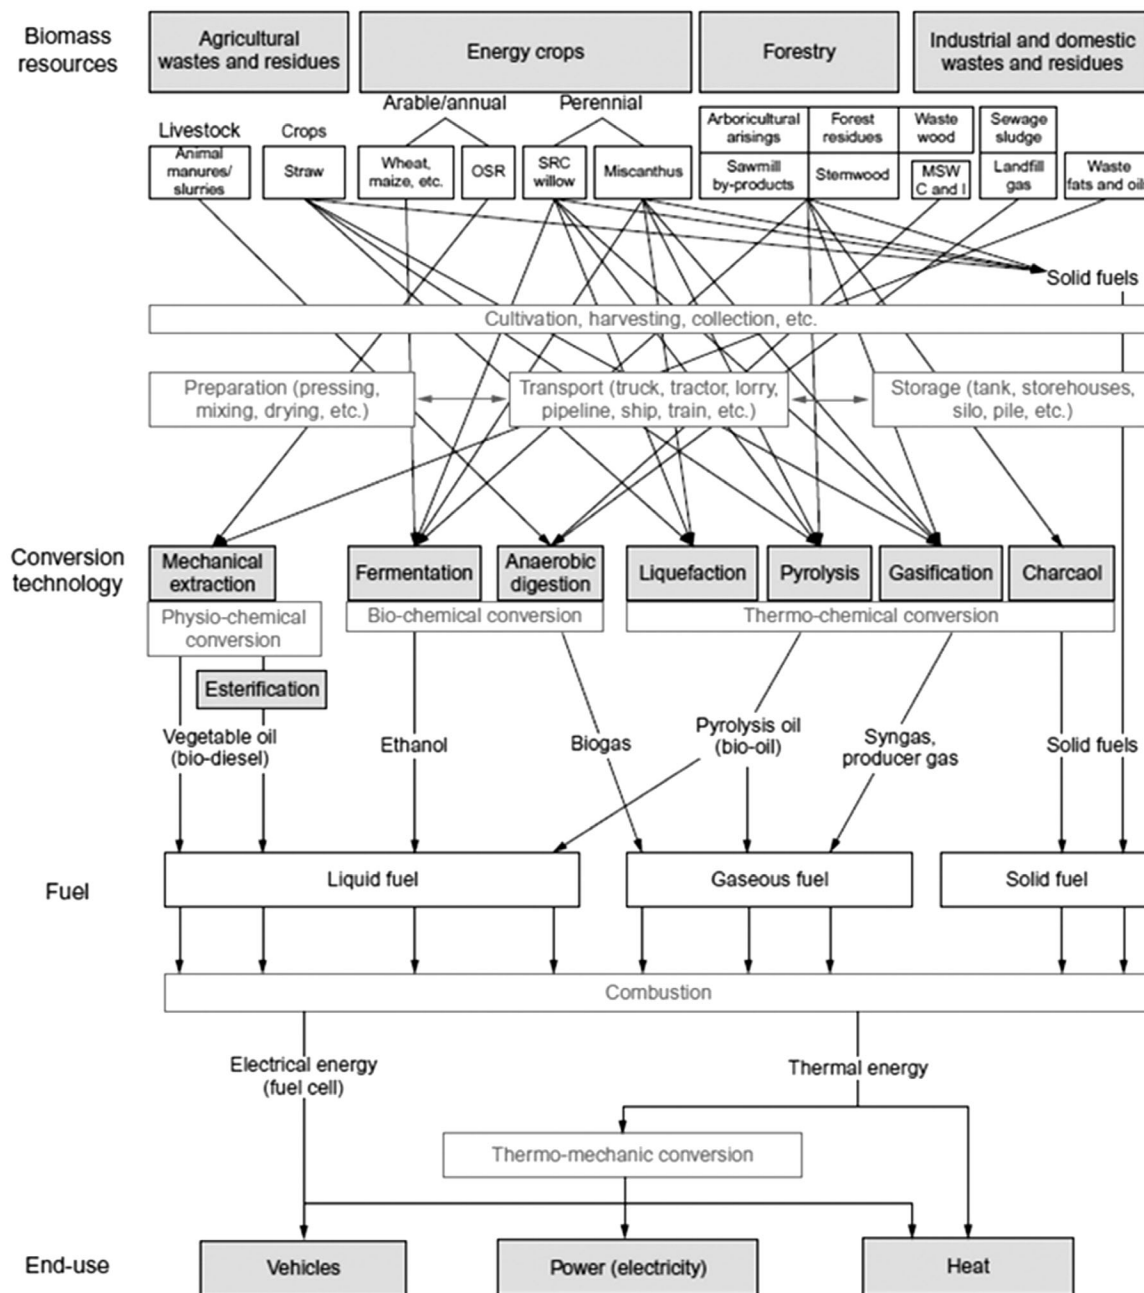 Biomass
resources
Agricultural
wastes and residues
Energy crops
Forestry
Industrial and domestic
wastes and residues
Arable/annual
Perennial
Livestock
Crops
Animal
manures/
slurries
Straw
Wheat,
maize, etc.
OSR
SRC
willow
Miscanthus
Arboricultural
arisings
Forest
residues
Waste
wood
Sewage
sludge
Sawmill
by-products
Stemwood
MSW
C and I
Landfill
gas
Waste
fats and oils
Solid fuels
Cultivation, harvesting, collection, etc.
Preparation (pressing,
mixing, drying, etc.)
Transport (truck, tractor, lorry,
pipeline, ship, train, etc.)
Storage (tank, storehouses,
silo, pile, etc.)
Conversion
technology
Mechanical
extraction
Fermentation
Anaerobic
digestion
Liquefaction
Pyrolysis
Gasification
Charcaol
Physio-chemical
conversion
Bio-chemical conversion
Thermo-chemical conversion
Esterification
Vegetable oil
(bio-diesel)
Ethanol
Biogas
Pyrolysis oil
(bio-oil)
Syngas,
producer gas
Solid fuels
Fuel
Liquid fuel
Gaseous fuel
Solid fuel
Combustion
Electrical energy
(fuel cell)
Thermal energy
Thermo-mechanic conversion
End-use
Vehicles
Power (electricity)
Heat